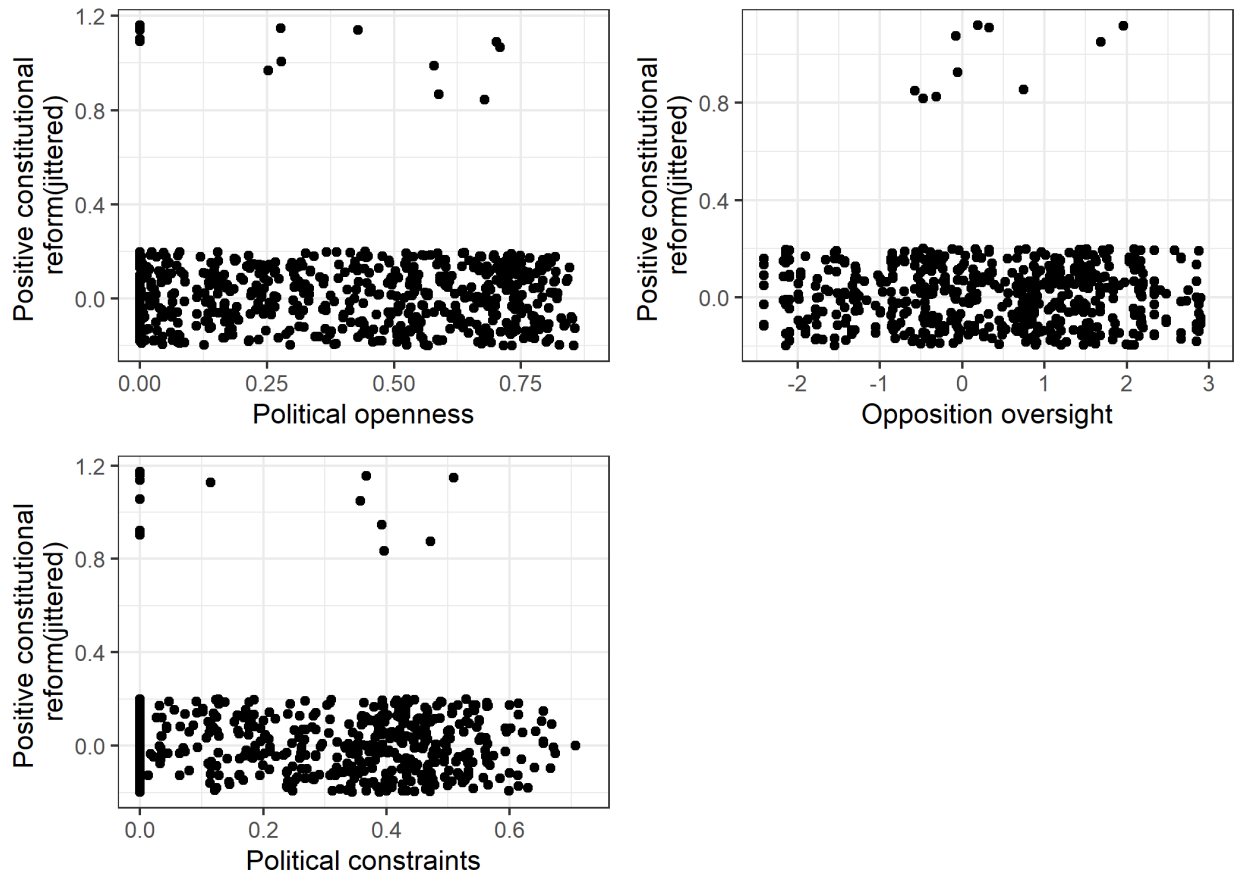 Positive constitutional
reform(jittered)
1.2
0.8
0.4
0.0
0.00 0.25 0.50 0.75
Political openness
Positive constitutional
reform(jittered)
0.8
0.4
0.0
-2 -1 0 1 2 3
Opposition oversight
Positive constitutional
reform(jittered)
1.2
0.8
0.4
0.0
0.0 0.2 0.4 0.6
Political constraints